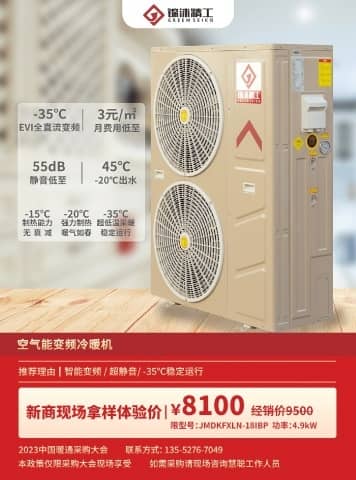 锦沐精工
GREENSEIKO
-35℃
EVI全直流变频
3元/㎡
月费用低至
55dB
静音低至
45℃
-20℃出水
-15℃
制热能力
无 衰 减
-20℃
强力制热
暖气如春
-35℃
超低温采暖
稳定运行
空气能变频冷暖机
推荐理由 | 智能变频 / 超静音/ -35℃稳定运行
新商现场拿样体验价 | ¥8100 经销价9500
限型号:JMDKFXLN-18IBP 功率:4.9kW
2023中国暖通采购大会 联系方式: 135-5276-7049
本政策仅限采购大会现场享受 如需采购请现场咨询慧聪工作人员